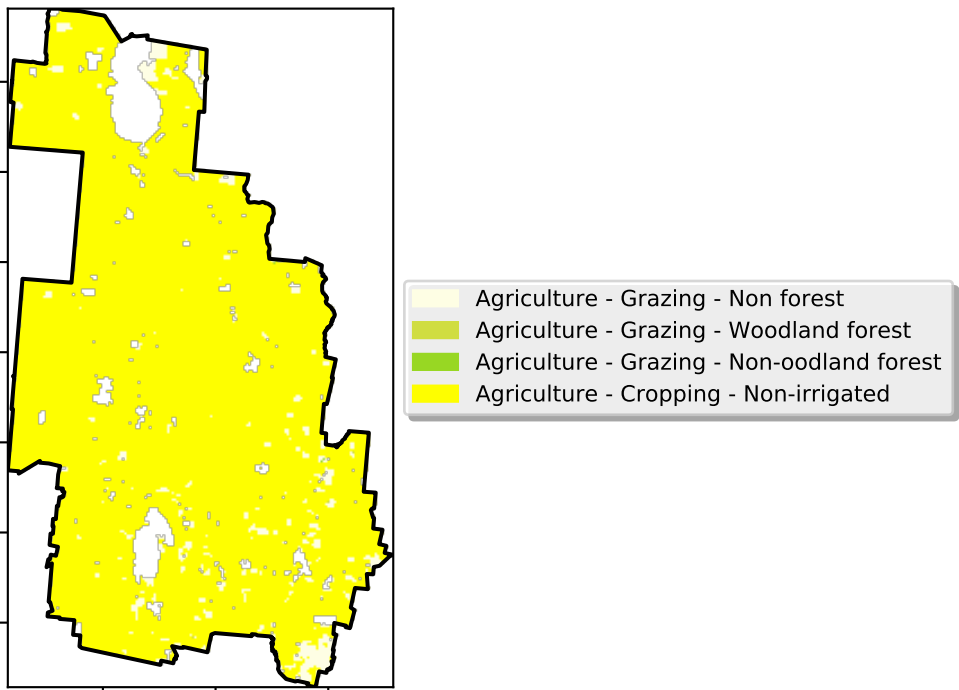 Agriculture - Grazing - Non forest
Agriculture - Grazing - Woodland forest
Agriculture - Grazing - Non-oodland forest
Agriculture - Cropping - Non-irrigated